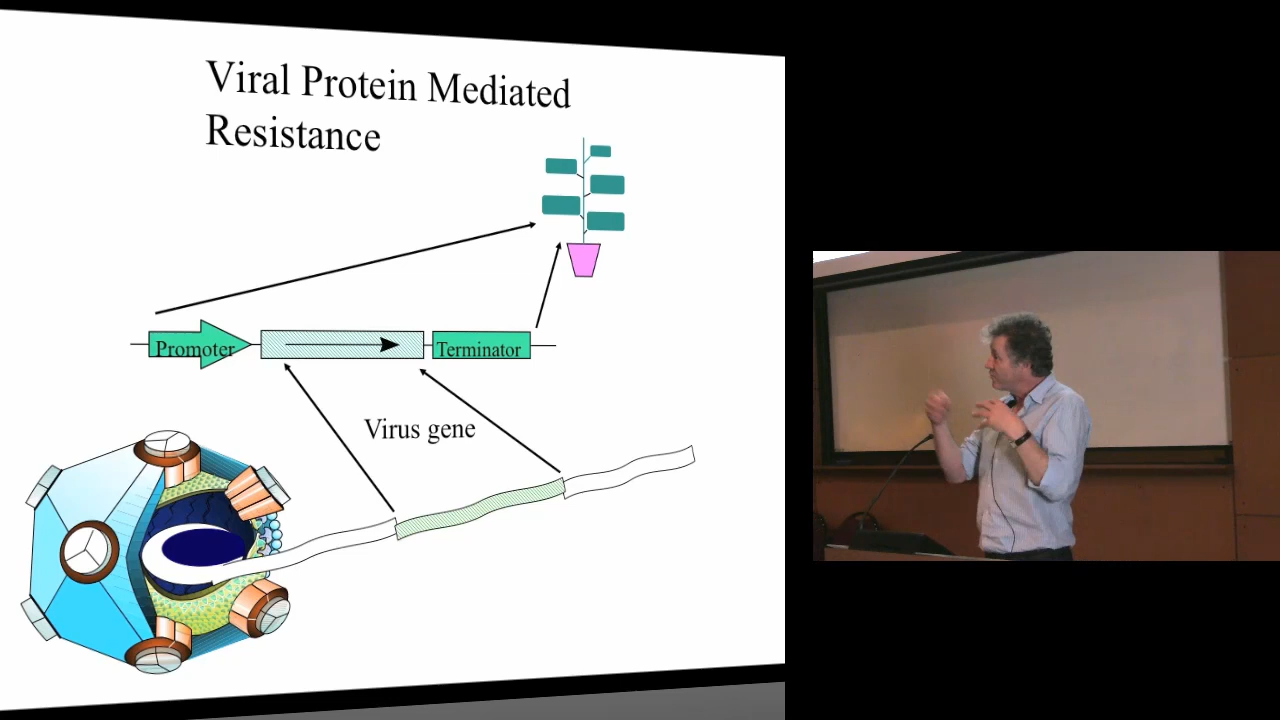 Viral Protein Mediated
Resistance
Promoter
Terminator
Virus gene